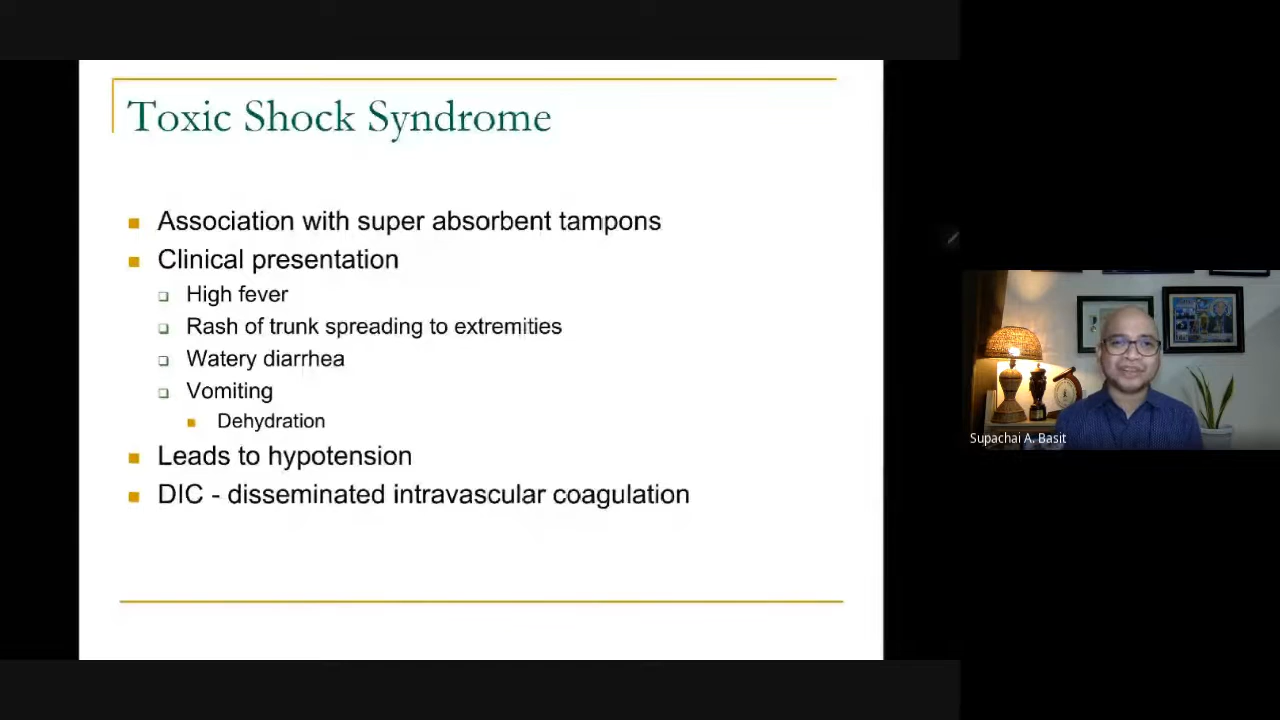 Toxic Shock Syndrome
Association with super absorbent tampons
Clinical presentation
High fever
Rash of trunk spreading to extremities
Watery diarrhea
Vomiting
Dehydration
Leads to hypotension
DIC - disseminated intravascular coagulation
Supachai A. Basit